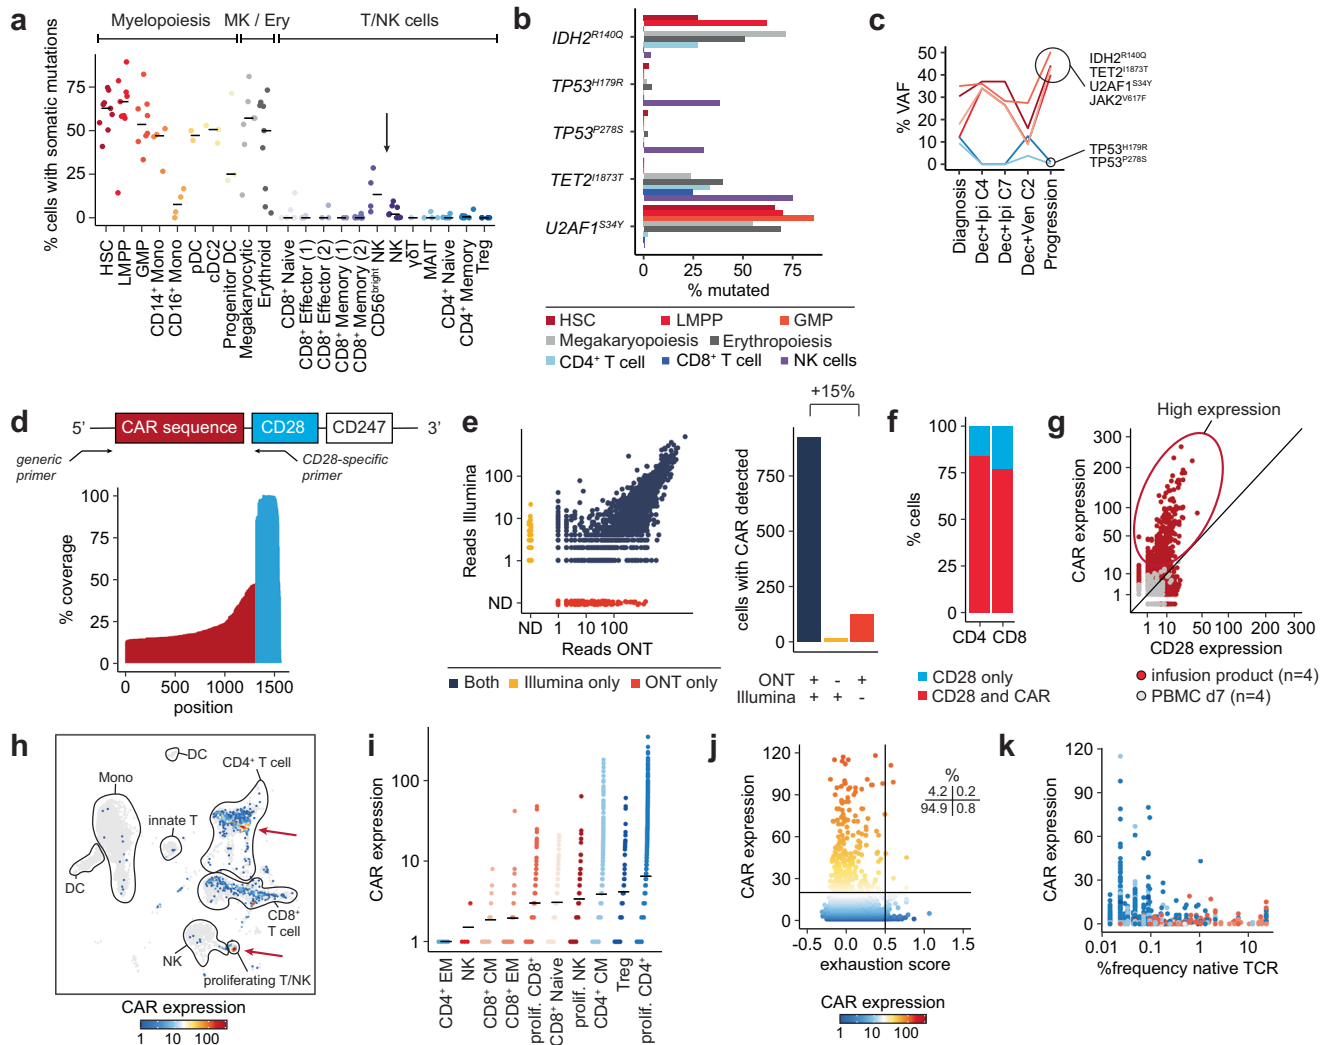 a
Myelopoiesis
MK / Ery
T/NK cells
% cells with somatic mutations
75
50
25
0
HSC
LMPP
GMP
CD14+ Mono
CD16+ Mono
pDC
cDC2
Progenitor DC
Megakaryocytic
Erythroid
CD8+ Naive
CD8+ Effector (1)
CD8+ Effector (2)
CD8+ Memory (1)
CD8+ Memory (2)
CD56bright NK
NK
γδT
MAIT
CD4+ Naive
CD4+ Memory
Treg
b
IDH2R140Q
TP53H179R
TP53P278S
TET2I1873T
U2AF1S34Y
0 25 50 75
% mutated
HSC LMPP GMP
Megakaryopoiesis Erythropoiesis
CD4+ T cell CD8+ T cell NK cells
c
% VAF
50
40
30
20
10
0
Diagnosis
Dec+Ipi C4
Dec+Ipi C7
Dec+Ven C2
Progression
IDH2R140Q
TET2I1873T
U2AF1S34Y
JAK2V617F
TP53H179R
TP53P278S
d
5' CAR sequence CD28 CD247 3'
generic primer
CD28-specific primer
% coverage
100
75
50
25
0
0 500 1000 1500
position
e
Reads Illumina
100
10
1
ND
ND 1 10 100
Reads ONT
Both Illumina only ONT only
+15%
cells with CAR detected
750
500
250
0
ONT + - +
Illumina + + -
f
% cells
100
75
50
25
0
CD4 CD8
CD28 only
CD28 and CAR
g
High expression
CAR expression
300
200
100
50
10
1
1 10 50 100 200 300
CD28 expression
infusion product (n=4)
PBMC d7 (n=4)
h
DC
CD4+ T cell
Mono
innate T
DC
CD8+
T cell
NK
proliferating T/NK
CAR expression
1 10 100
i
CAR expression
100
10
1
CD4+ EM
NK
CD8+ CM
CD8+ EM
prolif. CD8+
CD8+ Naive
prolif. NK
CD4+ CM
Treg
prolif. CD4+
j
CAR expression
120
90
60
30
0
%
4.2 0.2
94.9 0.8
-0.5 0.0 0.5 1.0 1.5
exhaustion score
CAR expression
1 10 100
k
CAR expression
120
90
60
30
0
0.01 0.1 1 10
%frequency native TCR